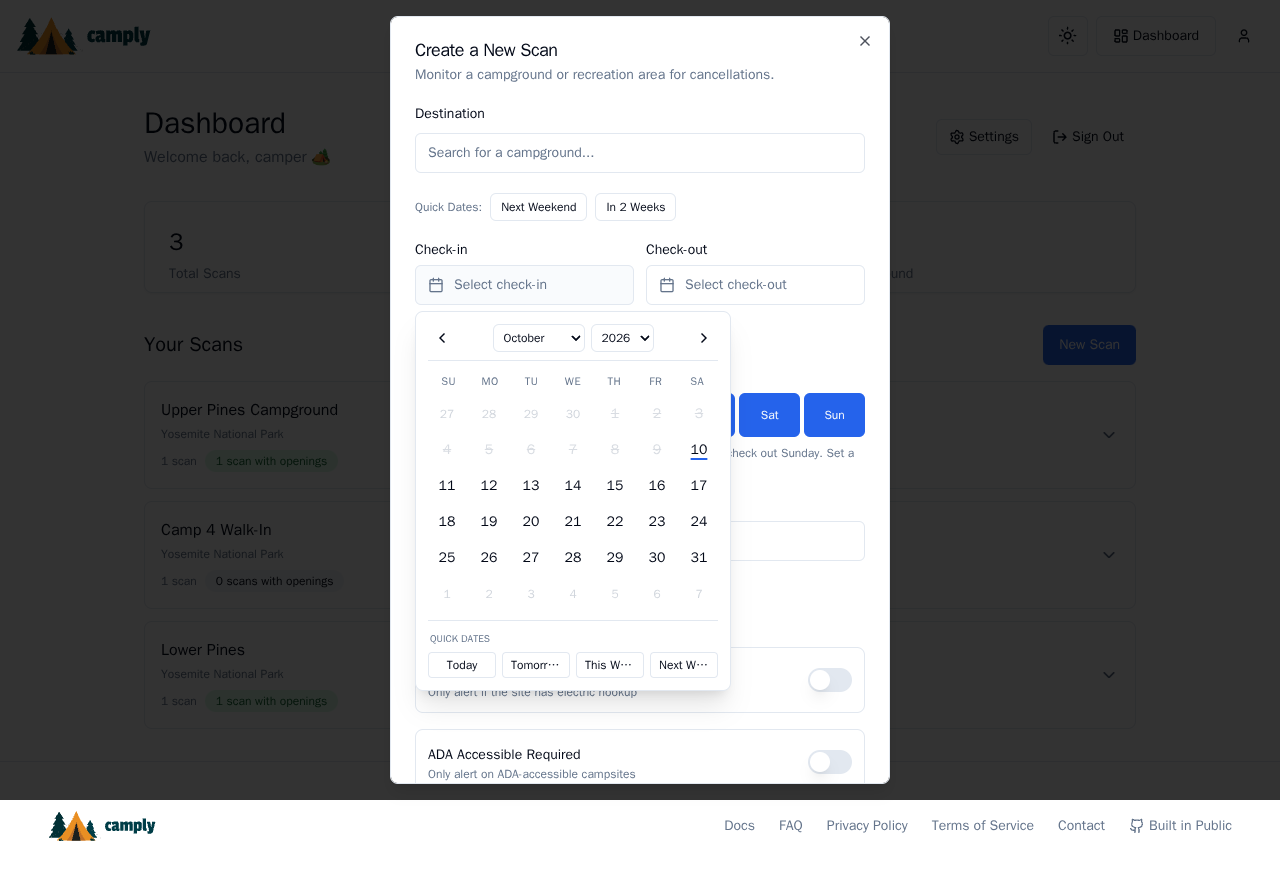 camply
Dashboard
Create a New Scan
Monitor a campground or recreation area for cancellations.
Dashboard
Welcome back, camper
Settings
Sign Out
Destination
Search for a campground...
Quick Dates:
Next Weekend
In 2 Weeks
3
Total Scans
Check-in
Check-out
Select check-in
Select check-out
October
2026
SU MO TU WE TH FR SA
27 28 29 30 1 2 3
4 5 6 7 8 9 10
11 12 13 14 15 16 17
18 19 20 21 22 23 24
25 26 27 28 29 30 31
1 2 3 4 5 6 7
QUICK DATES
Today
Tomorr···
This W···
Next W···
Sat
Sun
check out Sunday. Set a
Your Scans
New Scan
Upper Pines Campground
Yosemite National Park
1 scan
1 scan with openings
Camp 4 Walk-In
Yosemite National Park
1 scan
0 scans with openings
Lower Pines
Yosemite National Park
1 scan
1 scan with openings
Only alert if the site has electric hookup
ADA Accessible Required
Only alert on ADA-accessible campsites
camply
Docs
FAQ
Privacy Policy
Terms of Service
Contact
Built in Public